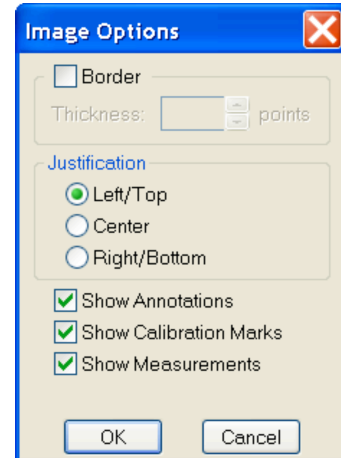 Image Options
Border
Thickness: points
Justification
Left/Top
Center
Right/Bottom
Show Annotations
Show Calibration Marks
Show Measurements
OK Cancel